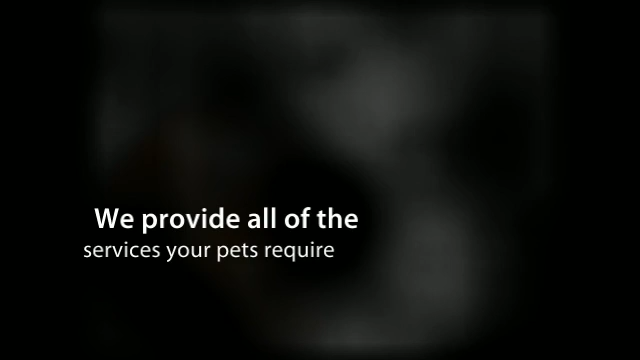 We provide all of the
services your pets require